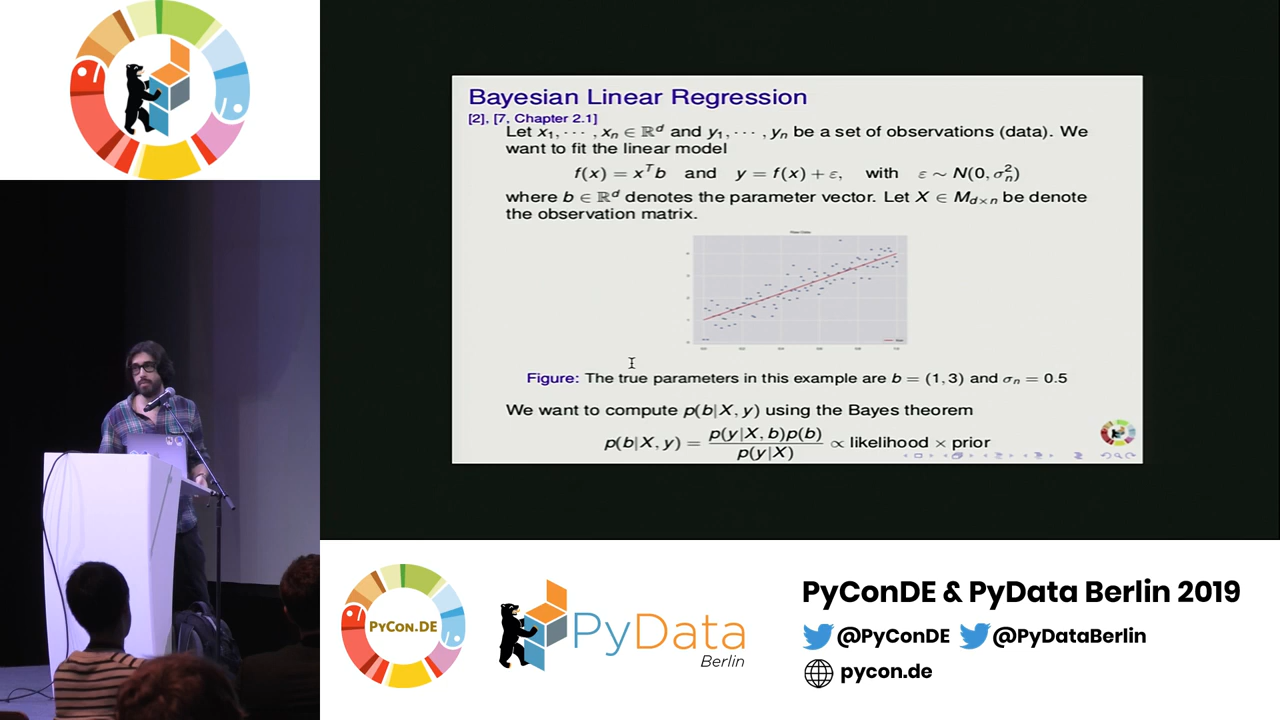 Bayesian Linear Regression
[2], [7, Chapter 2.1]
Let x₁, ⋯ , xₙ ∈ ℝᵈ and y₁, ⋯ , yₙ be a set of observations (data). We
want to fit the linear model
f(x) = xᵀb and y = f(x) + ε, with ε ∼ N(0, σₙ²)
where b ∈ ℝᵈ denotes the parameter vector. Let X ∈ M_{d×n} be denote
the observation matrix.
Figure: The true parameters in this example are b = (1, 3) and σₙ = 0.5
We want to compute p(b|X, y) using the Bayes theorem
p(b|X, y) = p(y|X, b)p(b) / p(y|X) ∝ likelihood × prior
PyCon.DE
PyData
Berlin
PyConDE & PyData Berlin 2019
@PyConDE @PyDataBerlin
pycon.de